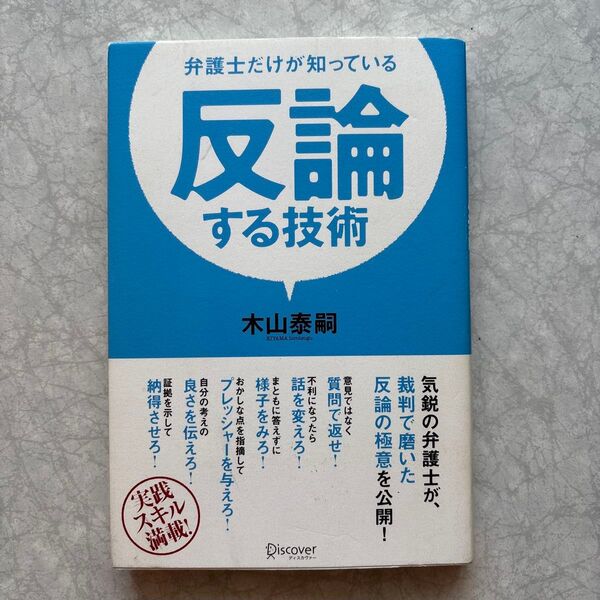 弁護士だけが知っている
反論
する技術
木山泰嗣
気鋭の弁護士が、
裁判で磨いた
反論の極意を公開！
意見ではなく
質問で返せ！
不利になったら
話を変えろ！
まともに答えずに
様子をみろ！
おかしな点を指摘して
プレッシャーを与えろ！
自分の考えの
良さを伝えろ！
証拠を示して
納得させろ！
実践
スキル
満載！
Discover
ディスカヴァー